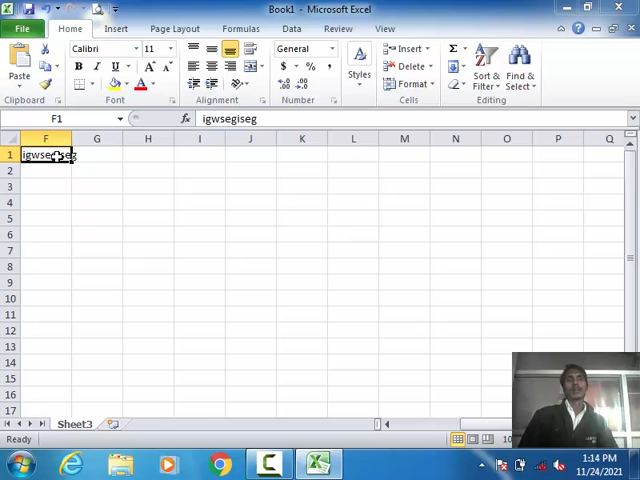 Book1 - Microsoft Excel
File Home Insert Page Layout Formulas Data Review View
Calibri 11 General Insert Σ
Paste B I U A % , Styles Delete Sort & Filter Find & Select
Format
Clipboard Font Alignment Number Cells Editing
F1 fx igwsegiseg
F G H I J K L M N O P Q
1 igwsegiseg
2
3
4
5
6
7
8
9
10
11
12
13
14
15
16
17
Sheet3
Ready
1:14 PM
11/24/2021